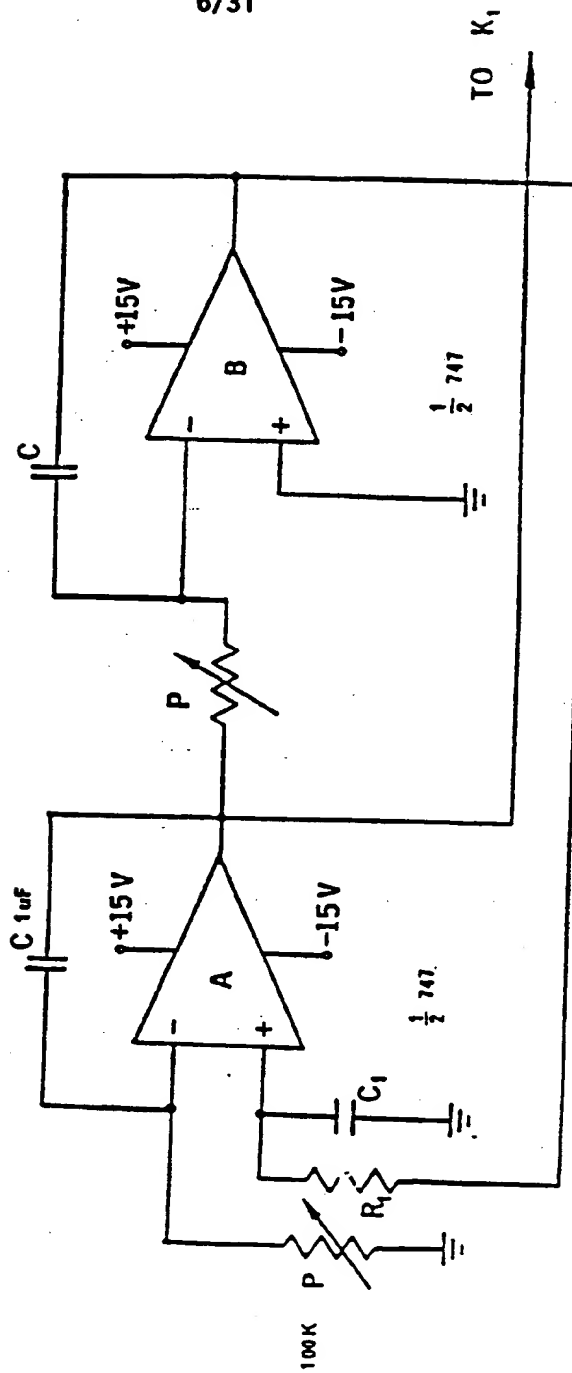 6/31
TO K₁
C
+15V
B
-
+
-15V
½ 747
P
C 1uF
+15V
A
-
+
-15V
½ 747.
C₁
R₁
P
100K